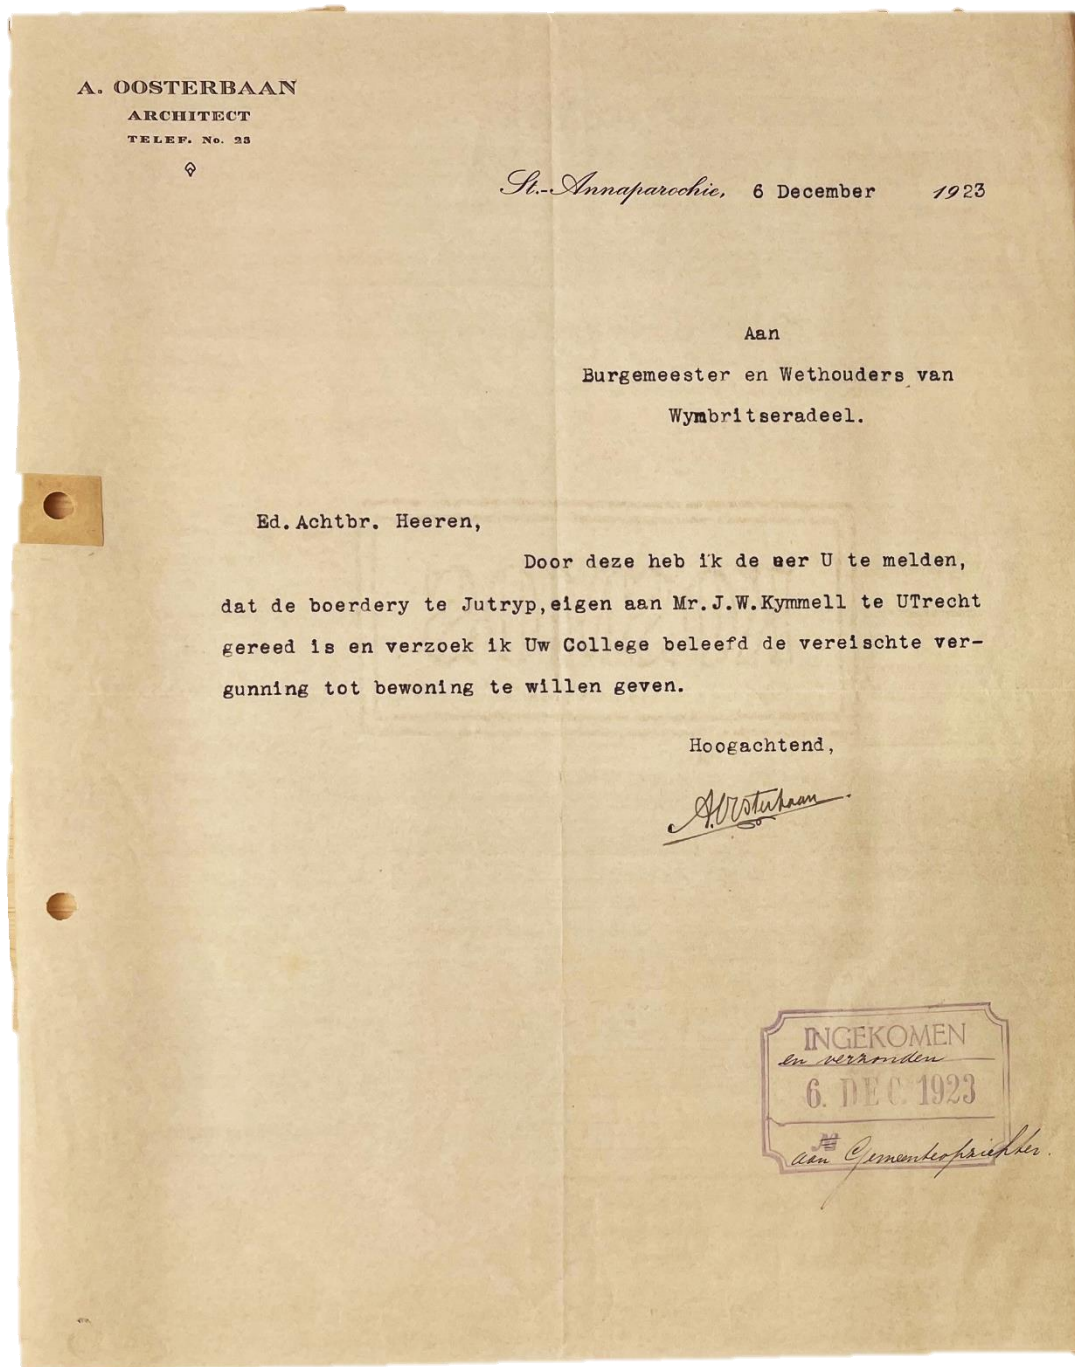 A. OOSTERBAAN
ARCHITECT
TELEF. No. 23
St.-Annaparochie, 6 December 1923
Aan
Burgemeester en Wethouders van
Wymbritseradeel.
Ed.Achtbr. Heeren,
Door deze heb ik de eer U te melden,
dat de boerdery te Jutryp,eigen aan Mr.J.W.Kymmell te UTrecht
gereed is en verzoek ik Uw College beleefd de vereischte ver-
gunning tot bewoning te willen geven.
Hoogachtend,
A. Oosterbaan.
INGEKOMEN
en verzonden
6. DEC. 1923
No
aan Gemeenteopzichter.